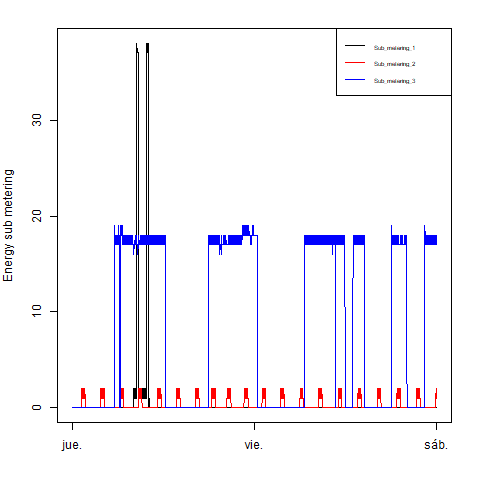 Sub_metering_1
Sub_metering_2
Sub_metering_3
Energy sub metering
30
20
10
0
jue.
vie.
sáb.